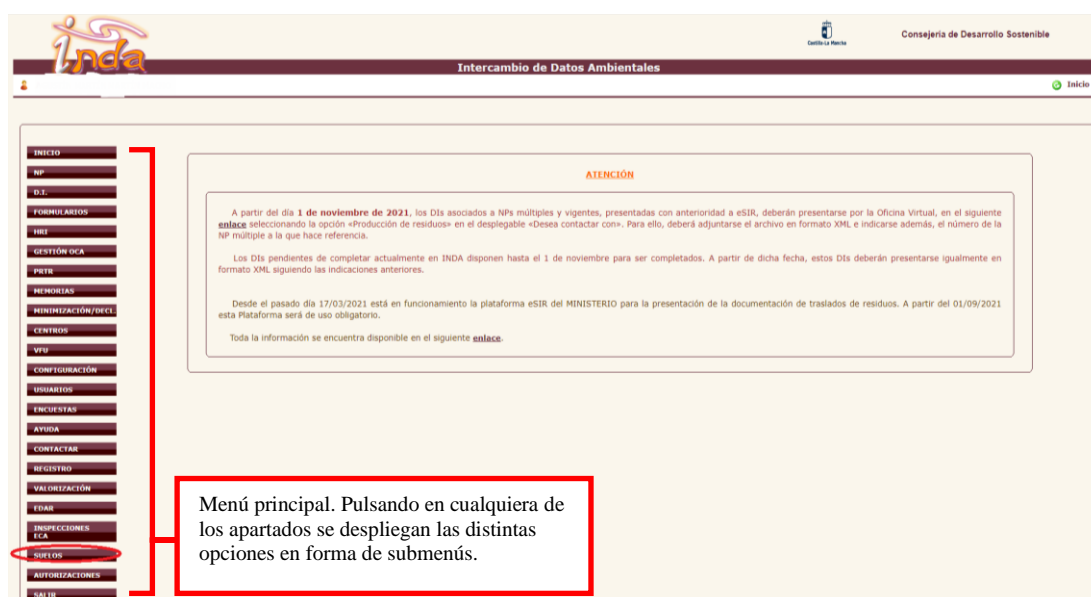 Inda
Castilla-La Mancha
Consejería de Desarrollo Sostenible
Intercambio de Datos Ambientales
Inicio
INICIO
NP
D.I.
FORMULARIOS
HRI
GESTIÓN OCA
PRTR
MEMORIAS
MINIMIZACIÓN/DECL.
CENTROS
VFU
CONFIGURACIÓN
USUARIOS
ENCUESTAS
AYUDA
CONTACTAR
REGISTRO
VALORIZACIÓN
EDAR
INSPECCIONES
ECA
SUELOS
AUTORIZACIONES
SALIR
ATENCIÓN
A partir del día 1 de noviembre de 2021, los DIs asociados a NPs múltiples y vigentes, presentadas con anterioridad a eSIR, deberán presentarse por la Oficina Virtual, en el siguiente
enlace seleccionando la opción «Producción de residuos» en el desplegable «Desea contactar con». Para ello, deberá adjuntarse el archivo en formato XML e indicarse además, el número de la
NP múltiple a la que hace referencia.
Los DIs pendientes de completar actualmente en INDA disponen hasta el 1 de noviembre para ser completados. A partir de dicha fecha, estos DIs deberán presentarse igualmente en
formato XML siguiendo las indicaciones anteriores.
Desde el pasado día 17/03/2021 está en funcionamiento la plataforma eSIR del MINISTERIO para la presentación de la documentación de traslados de residuos. A partir del 01/09/2021
esta Plataforma será de uso obligatorio.
Toda la información se encuentra disponible en el siguiente enlace.
Menú principal. Pulsando en cualquiera de
los apartados se despliegan las distintas
opciones en forma de submenús.